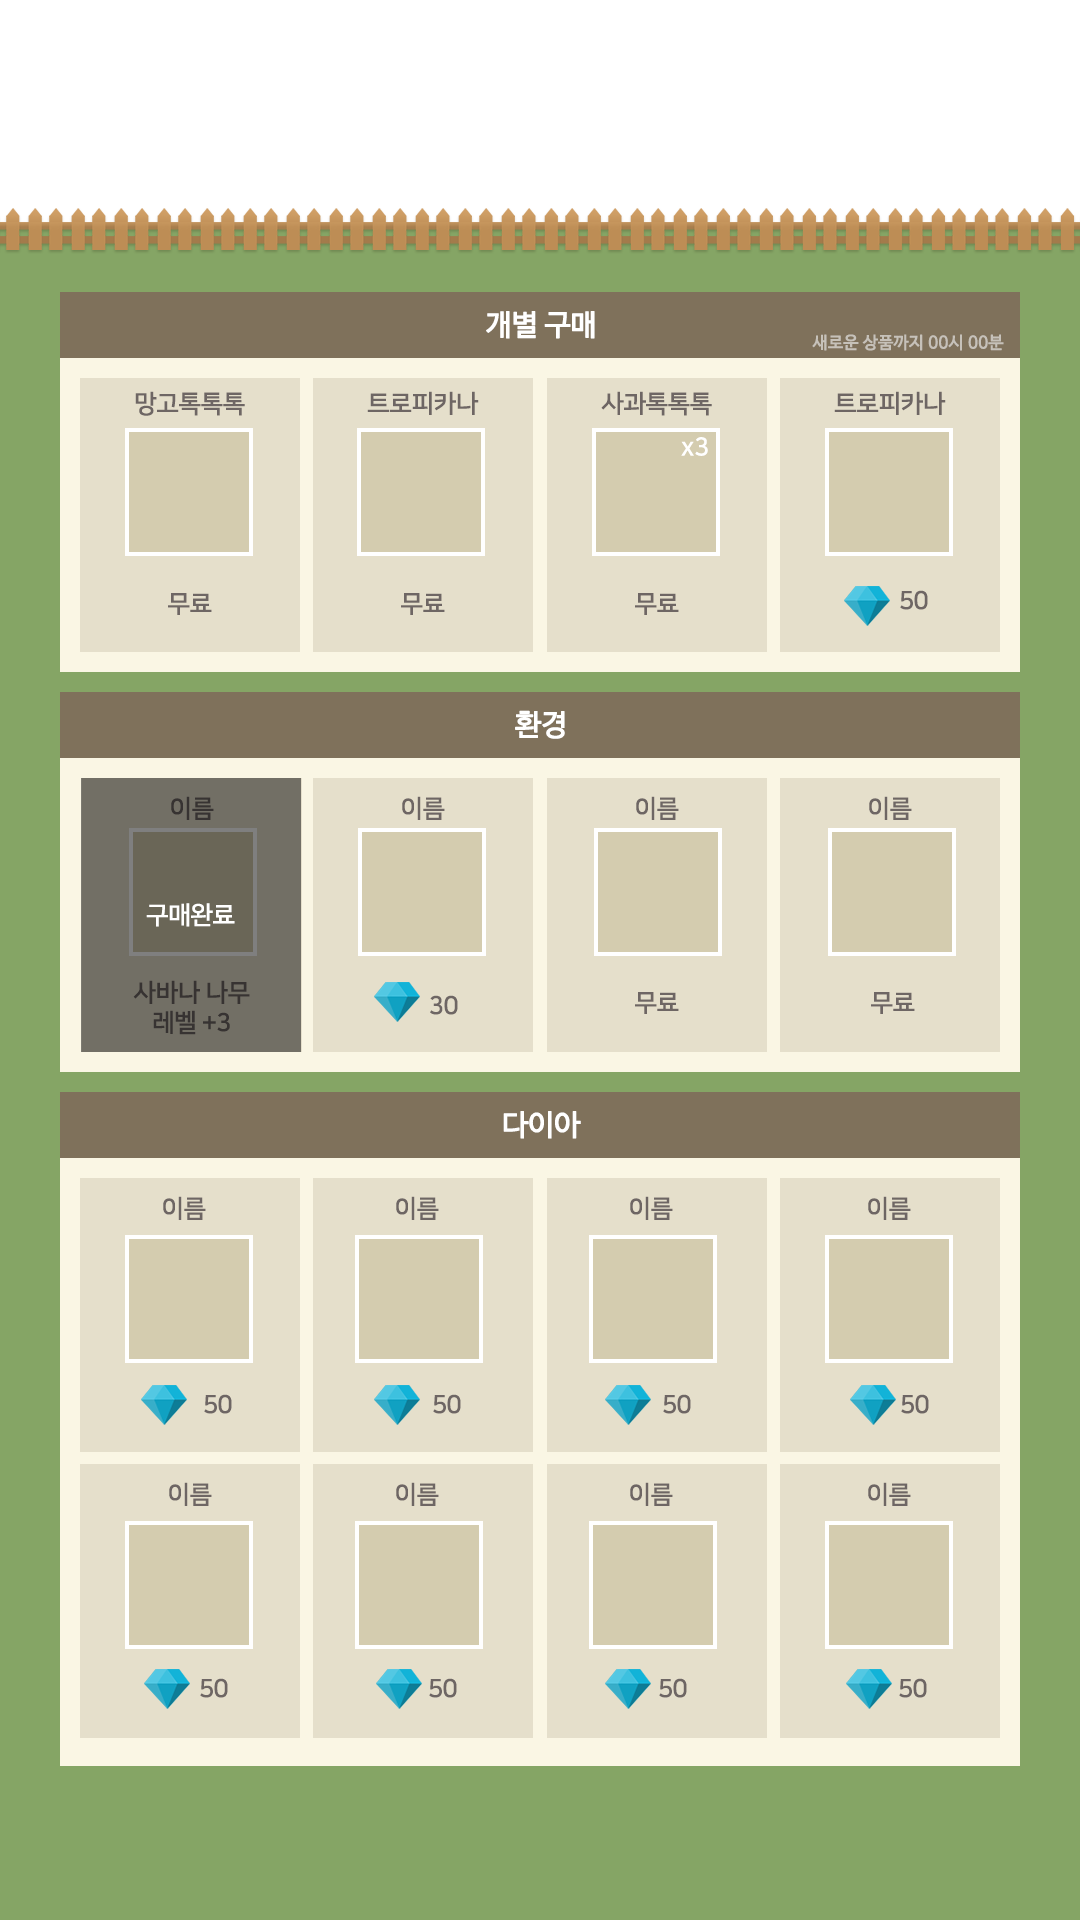 개별 구매
새로운 상품까지 00시 00분
망고톡톡톡
트로피카나
사과톡톡톡
트로피카나
x3
무료
무료
무료
50
환경
이름
이름
이름
이름
구매완료
사바나 나무
레벨 +3
30
무료
무료
다이아
이름
이름
이름
이름
50
50
50
50
이름
이름
이름
이름
50
50
50
50